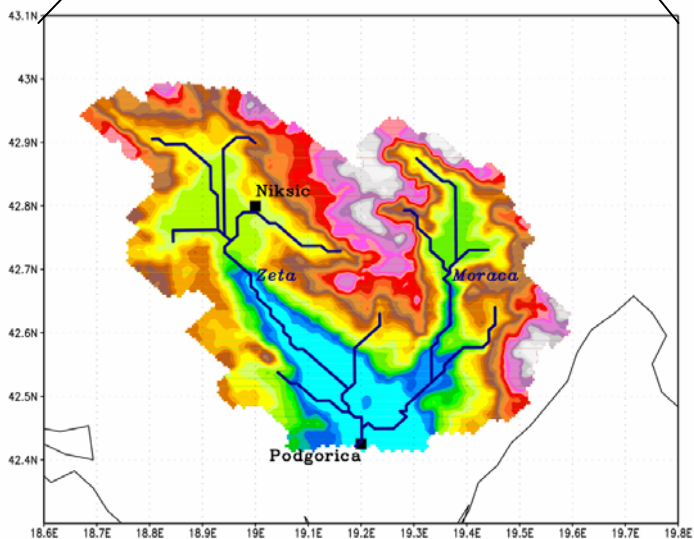 43.1N
43N
42.9N
Niksic
42.8N
42.7N
Zeta
Moraca
42.6N
42.5N
Podgorica
42.4N
18.6E 18.7E 18.8E 18.9E 19E 19.1E 19.2E 19.3E 19.4E 19.5E 19.6E 19.7E 19.8E